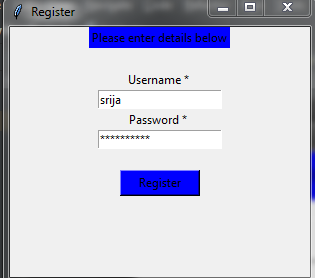 Register
Please enter details below
Username *
srija
Password *
**********
Register